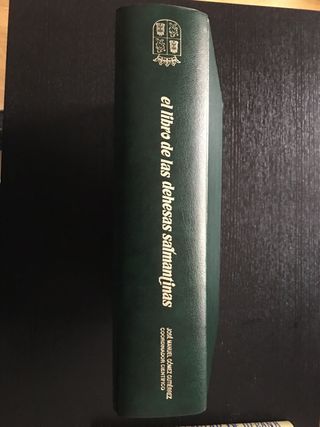 el libro de las dehesas salmantinas
JOSÉ MANUEL GÓMEZ GUTIÉRREZ
COORDINADOR CIENTÍFICO